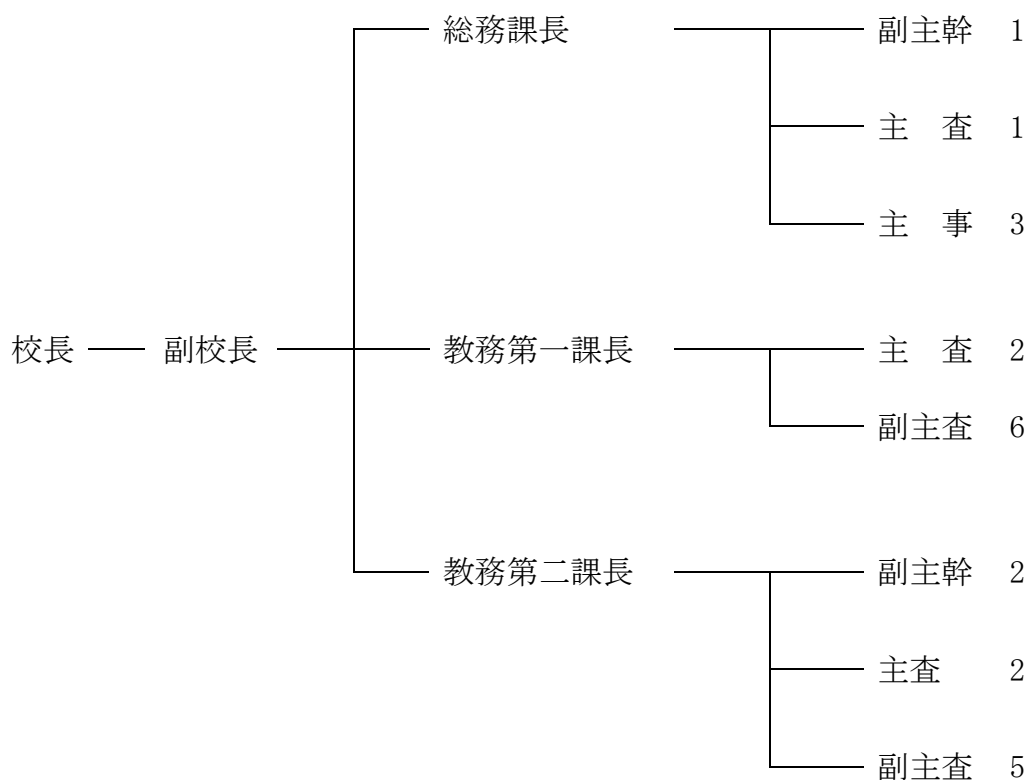 総務課長 副主幹 1
主 査 1
主 事 3
校長 副校長 教務第一課長 主 査 2
副主査 6
教務第二課長 副主幹 2
主査 2
副主査 5